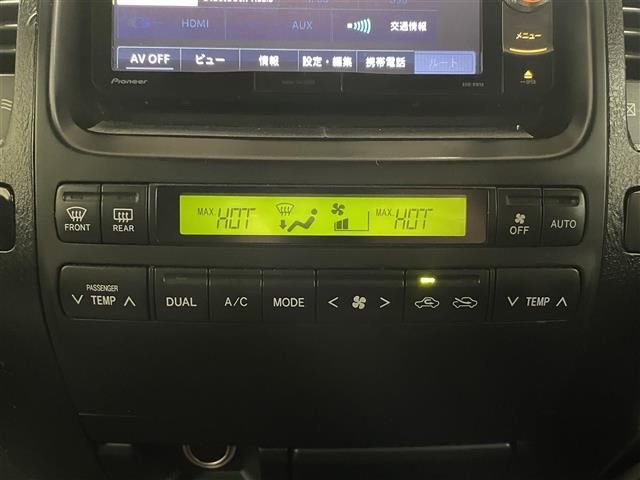 HDMI AUX 交通情報
メニュー
AV OFF ビュー 情報 設定・編集 携帯電話 ルート
Pioneer
MAX. HOT MAX. HOT
FRONT REAR OFF AUTO
PASSENGER
TEMP DUAL A/C MODE < > TEMP